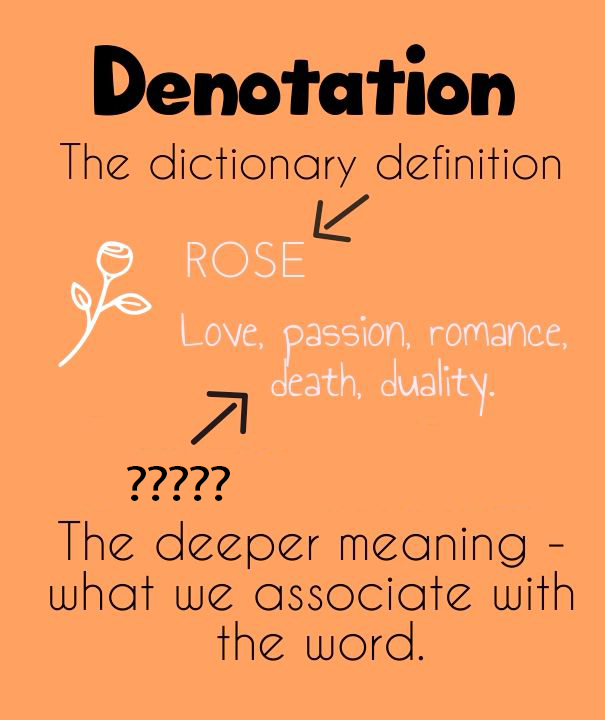 Denotation
The dictionary definition
ROSE
Love, passion, romance,
death, duality.
?????
The deeper meaning -
what we associate with
the word.